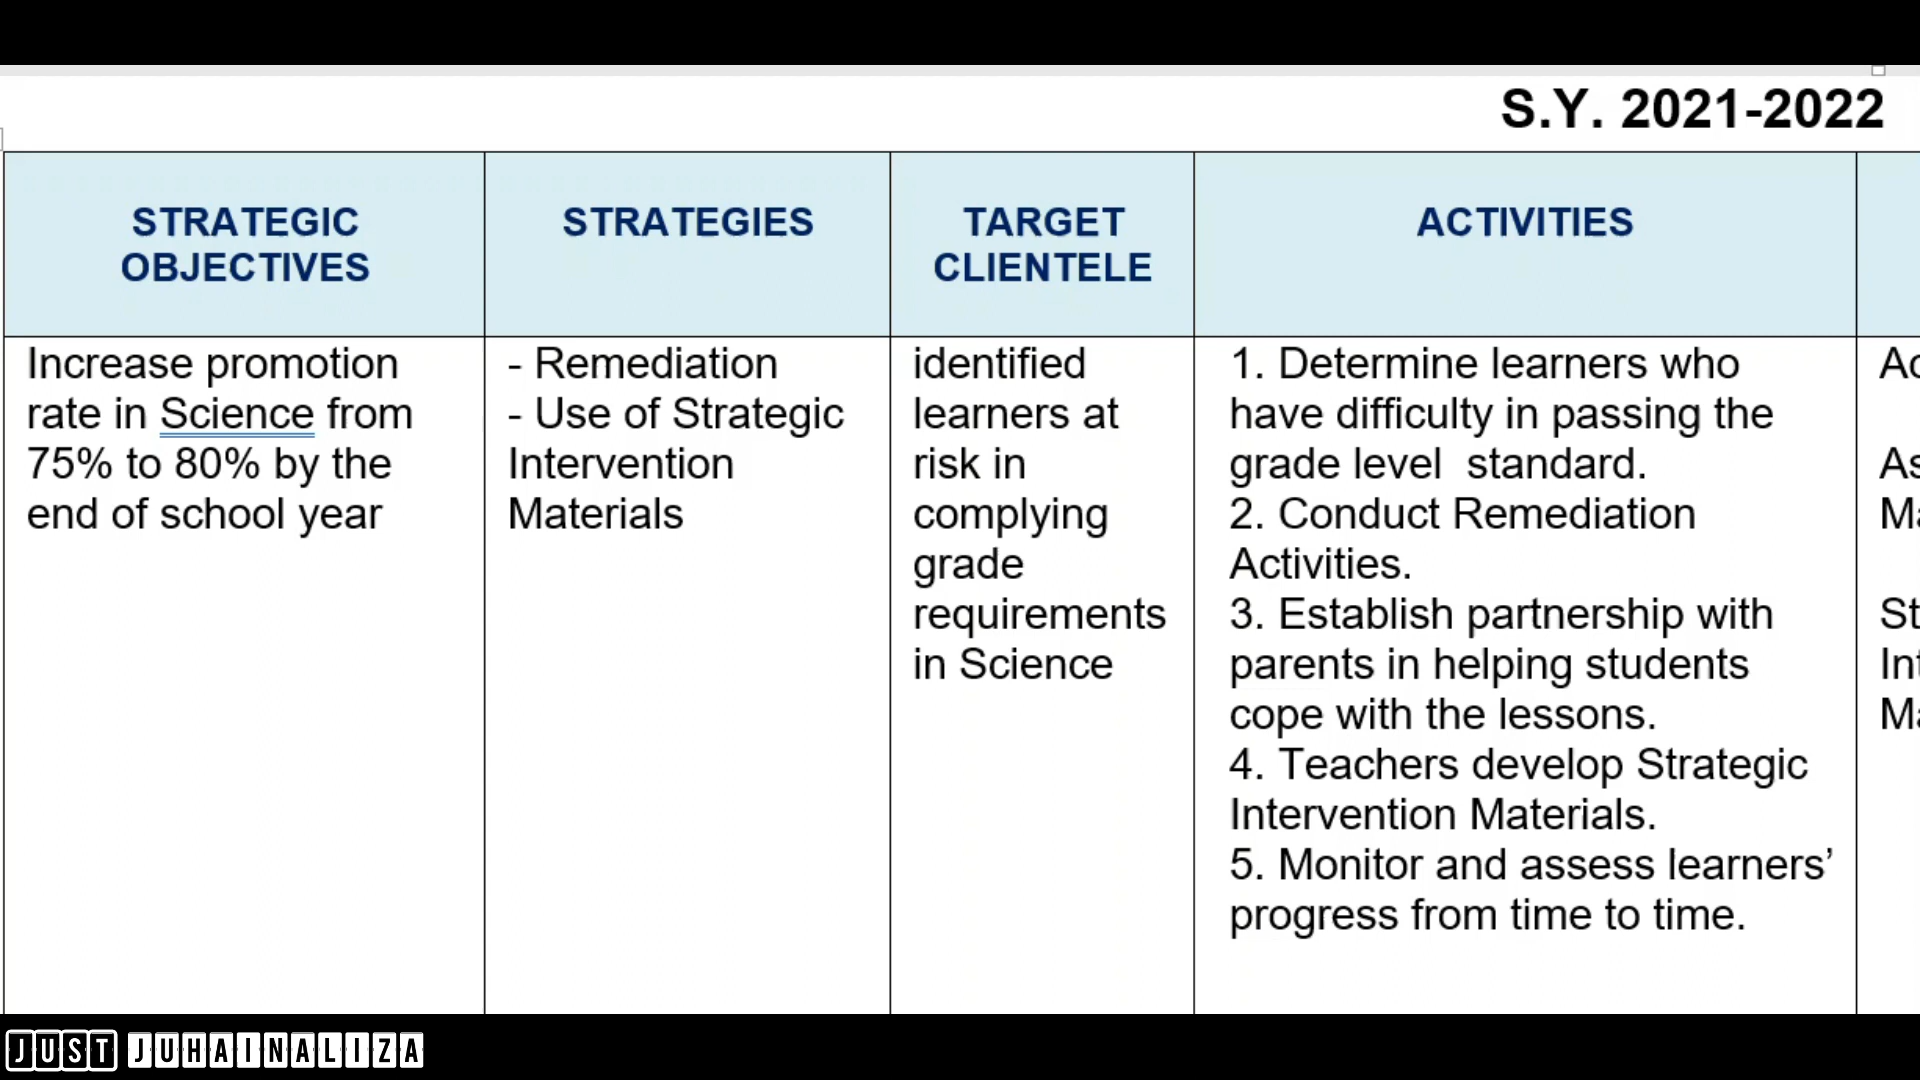 S.Y. 2021-2022
STRATEGIC
OBJECTIVES
STRATEGIES
TARGET
CLIENTELE
ACTIVITIES
Increase promotion
rate in Science from
75% to 80% by the
end of school year
- Remediation
- Use of Strategic
Intervention
Materials
identified
learners at
risk in
complying
grade
requirements
in Science
1. Determine learners who
have difficulty in passing the
grade level  standard.
2. Conduct Remediation
Activities.
3. Establish partnership with
parents in helping students
cope with the lessons.
4. Teachers develop Strategic
Intervention Materials.
5. Monitor and assess learners’
progress from time to time.
JUST JUHAINALIZA